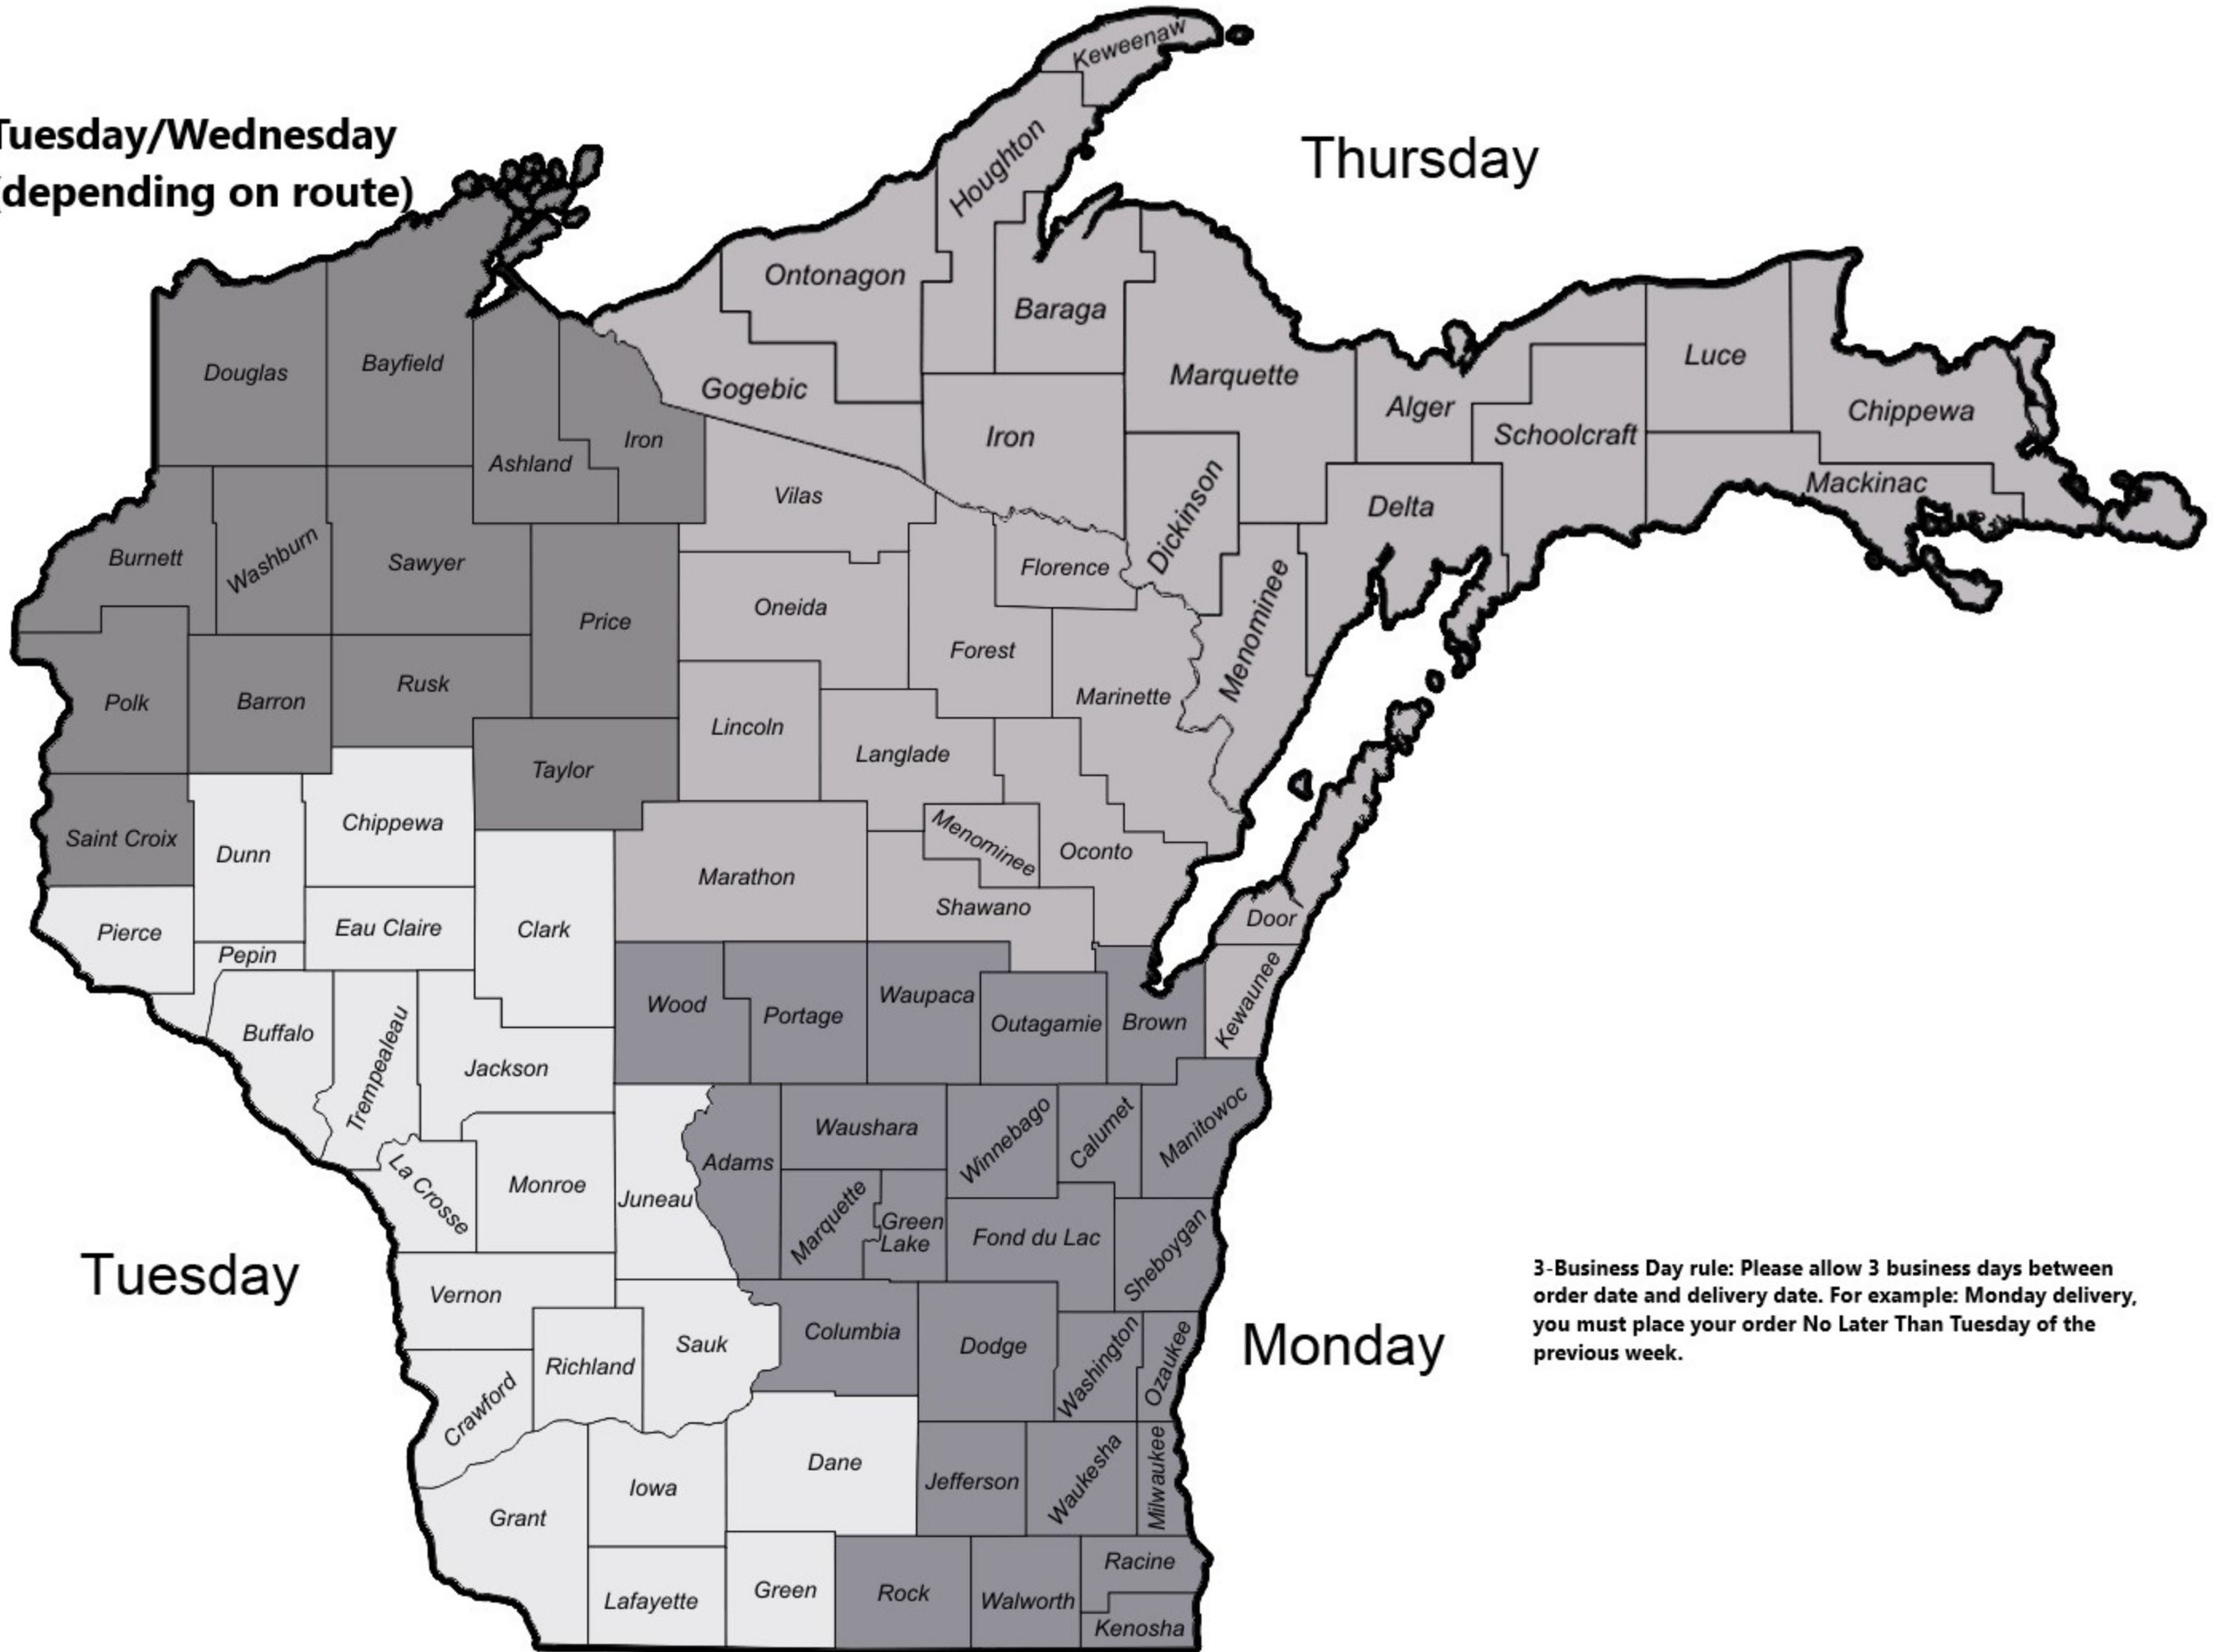 Keweenaw
Tuesday/Wednesday
(depending on route)
Thursday
Houghton
Ontonagon
Baraga
Douglas
Bayfield
Gogebic
Marquette
Luce
Alger
Chippewa
Iron
Ashland
Iron
Schoolcraft
Vilas
Mackinac
Delta
Dickinson
Burnett
Washburn
Sawyer
Florence
Oneida
Price
Menominee
Forest
Polk
Barron
Rusk
Marinette
Lincoln
Langlade
Taylor
Chippewa
Saint Croix
Dunn
Menominee
Oconto
Marathon
Shawano
Door
Pierce
Eau Claire
Clark
Pepin
Wood
Portage
Waupaca
Outagamie
Brown
Kewaunee
Buffalo
Trempealeau
Jackson
Waushara
Winnebago
Calumet
Manitowoc
Adams
La Crosse
Monroe
Juneau
Marquette
Green
Lake
Fond du Lac
Sheboygan
Tuesday
3-Business Day rule: Please allow 3 business days between
order date and delivery date. For example: Monday delivery,
you must place your order No Later Than Tuesday of the
previous week.
Vernon
Richland
Sauk
Columbia
Dodge
Washington
Ozaukee
Monday
Crawford
Dane
Jefferson
Waukesha
Milwaukee
Iowa
Grant
Lafayette
Green
Rock
Walworth
Racine
Kenosha